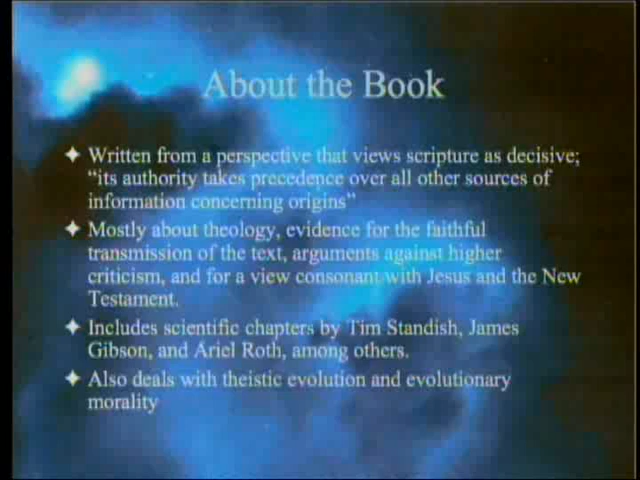 About the Book
Written from a perspective that views scripture as decisive;
“its authority takes precedence over all other sources of
information concerning origins”
Mostly about theology, evidence for the faithful
transmission of the text, arguments against higher
criticism, and for a view consonant with Jesus and the New
Testament.
Includes scientific chapters by Tim Standish, James
Gibson, and Ariel Roth, among others.
Also deals with theistic evolution and evolutionary
morality